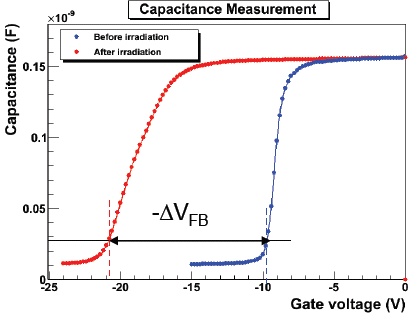 Capacitance Measurement
×10⁻⁹
Capacitance (F)
Before irradiation
After irradiation
0.15
0.1
0.05
0
-ΔV_FB
-25 -20 -15 -10 -5 0
Gate voltage (V)